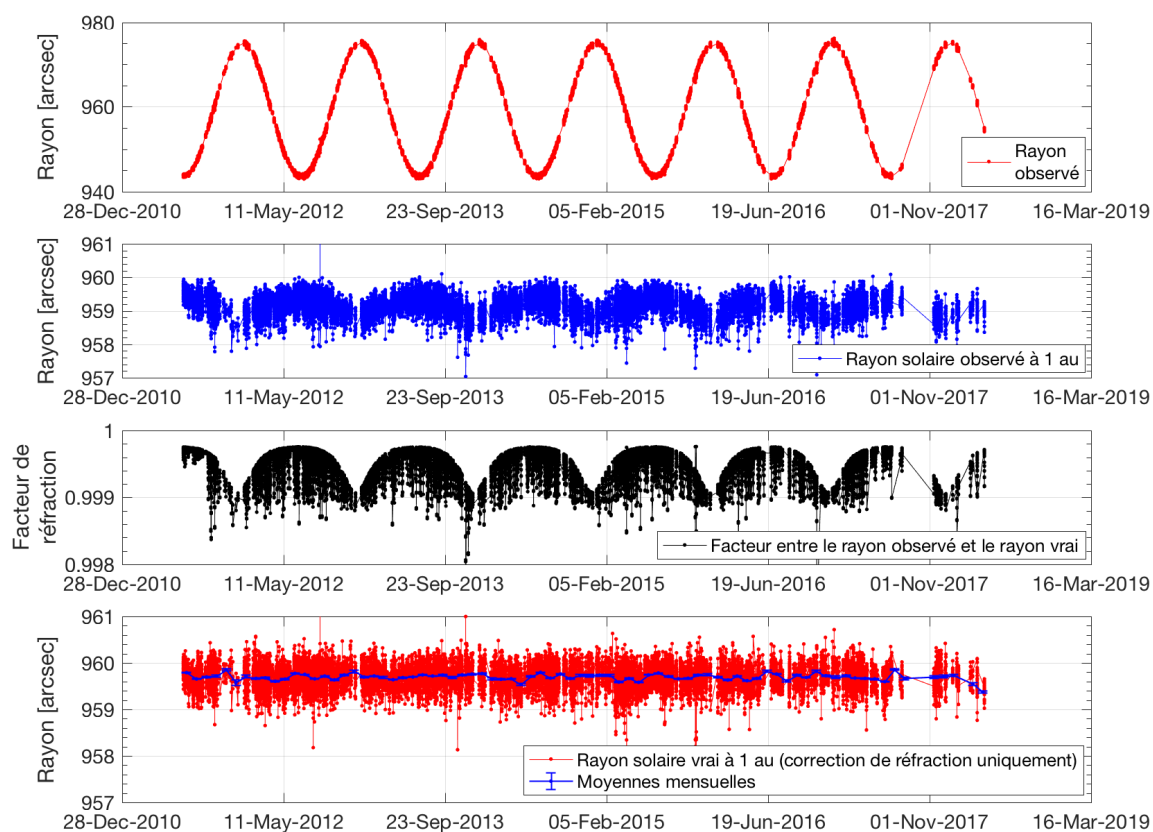 980
960
940
Rayon [arcsec]
Rayon
observé
28-Dec-2010 11-May-2012 23-Sep-2013 05-Feb-2015 19-Jun-2016 01-Nov-2017 16-Mar-2019
961
960
959
958
957
Rayon [arcsec]
Rayon solaire observé à 1 au
28-Dec-2010 11-May-2012 23-Sep-2013 05-Feb-2015 19-Jun-2016 01-Nov-2017 16-Mar-2019
1
0.999
0.998
Facteur de
réfraction
Facteur entre le rayon observé et le rayon vrai
28-Dec-2010 11-May-2012 23-Sep-2013 05-Feb-2015 19-Jun-2016 01-Nov-2017 16-Mar-2019
961
960
959
958
957
Rayon [arcsec]
Rayon solaire vrai à 1 au (correction de réfraction uniquement)
Moyennes mensuelles
28-Dec-2010 11-May-2012 23-Sep-2013 05-Feb-2015 19-Jun-2016 01-Nov-2017 16-Mar-2019